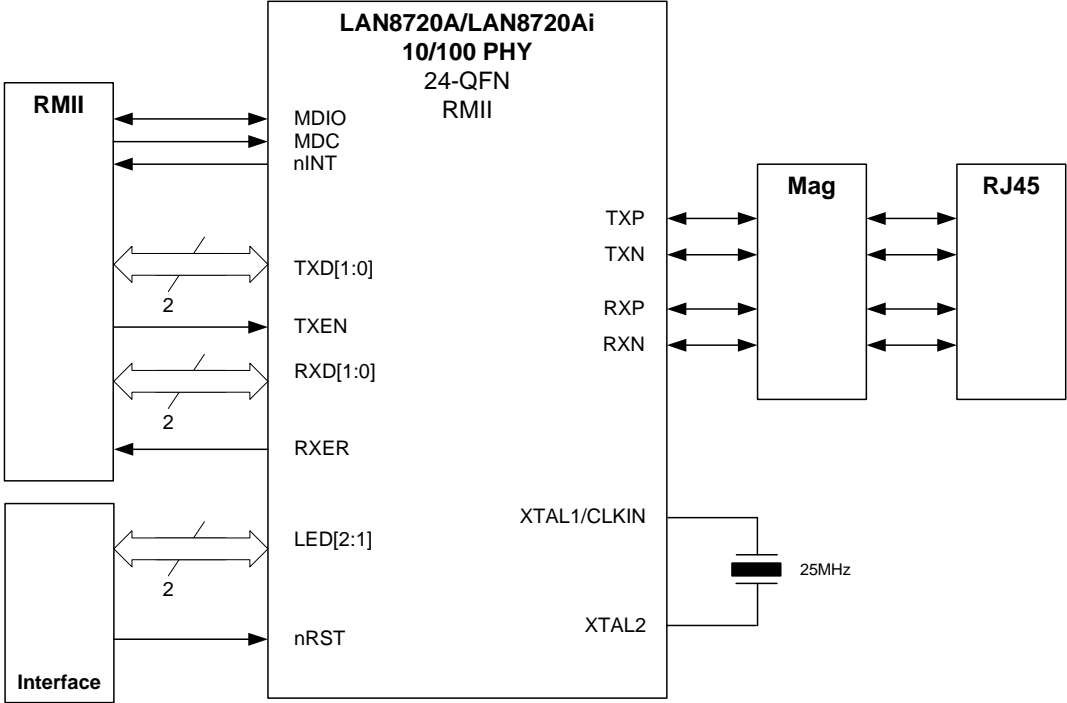 LAN8720A/LAN8720Ai
10/100 PHY
24-QFN
RMII
RMII
MDIO
MDC
nINT
TXD[1:0]
2
TXEN
RXD[1:0]
2
RXER
LED[2:1]
2
nRST
Interface
TXP
TXN
RXP
RXN
Mag
RJ45
XTAL1/CLKIN
25MHz
XTAL2